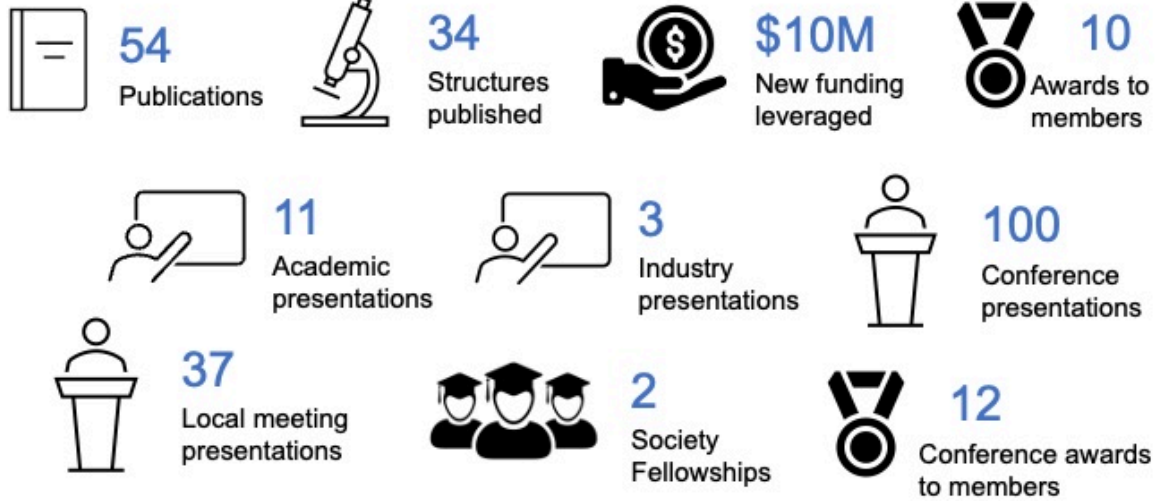 54
Publications
34
Structures
published
$
$10M
New funding
leveraged
10
Awards to
members
11
Academic
presentations
3
Industry
presentations
100
Conference
presentations
37
Local meeting
presentations
2
Society
Fellowships
12
Conference awards
to members